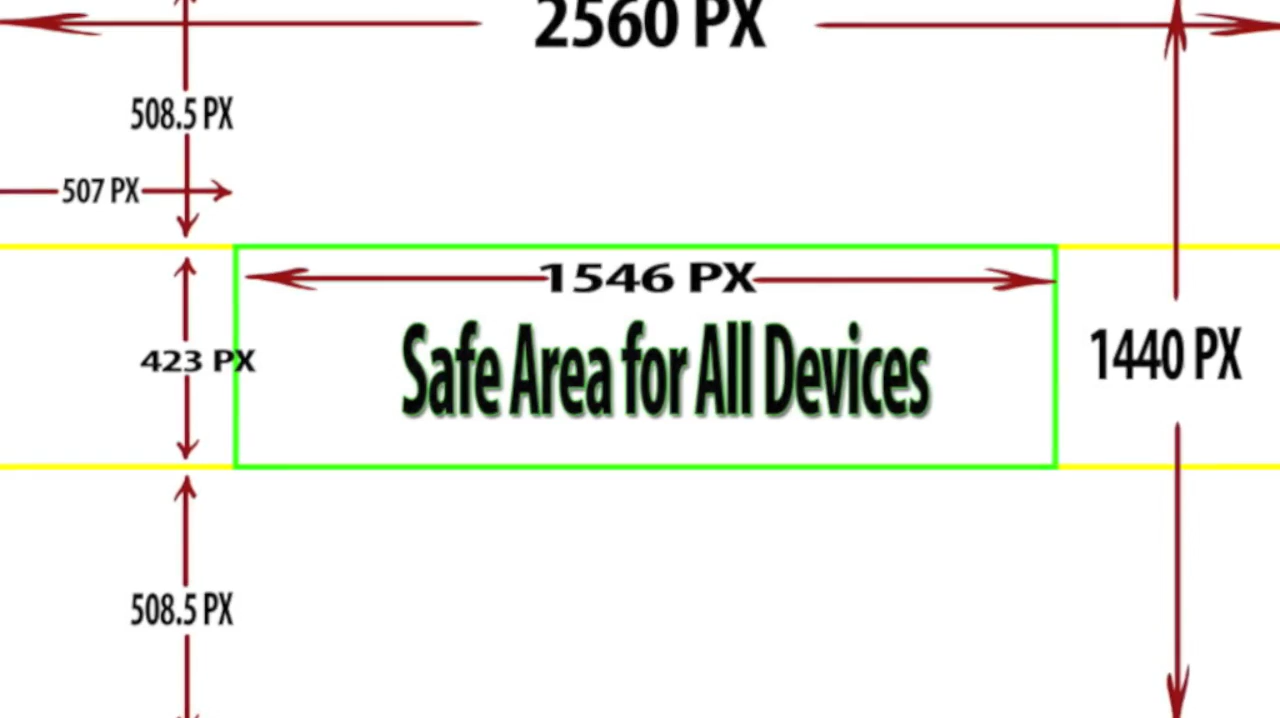 2560 PX
508.5 PX
507 PX
1546 PX
Safe Area for All Devices
423 PX
1440 PX
508.5 PX